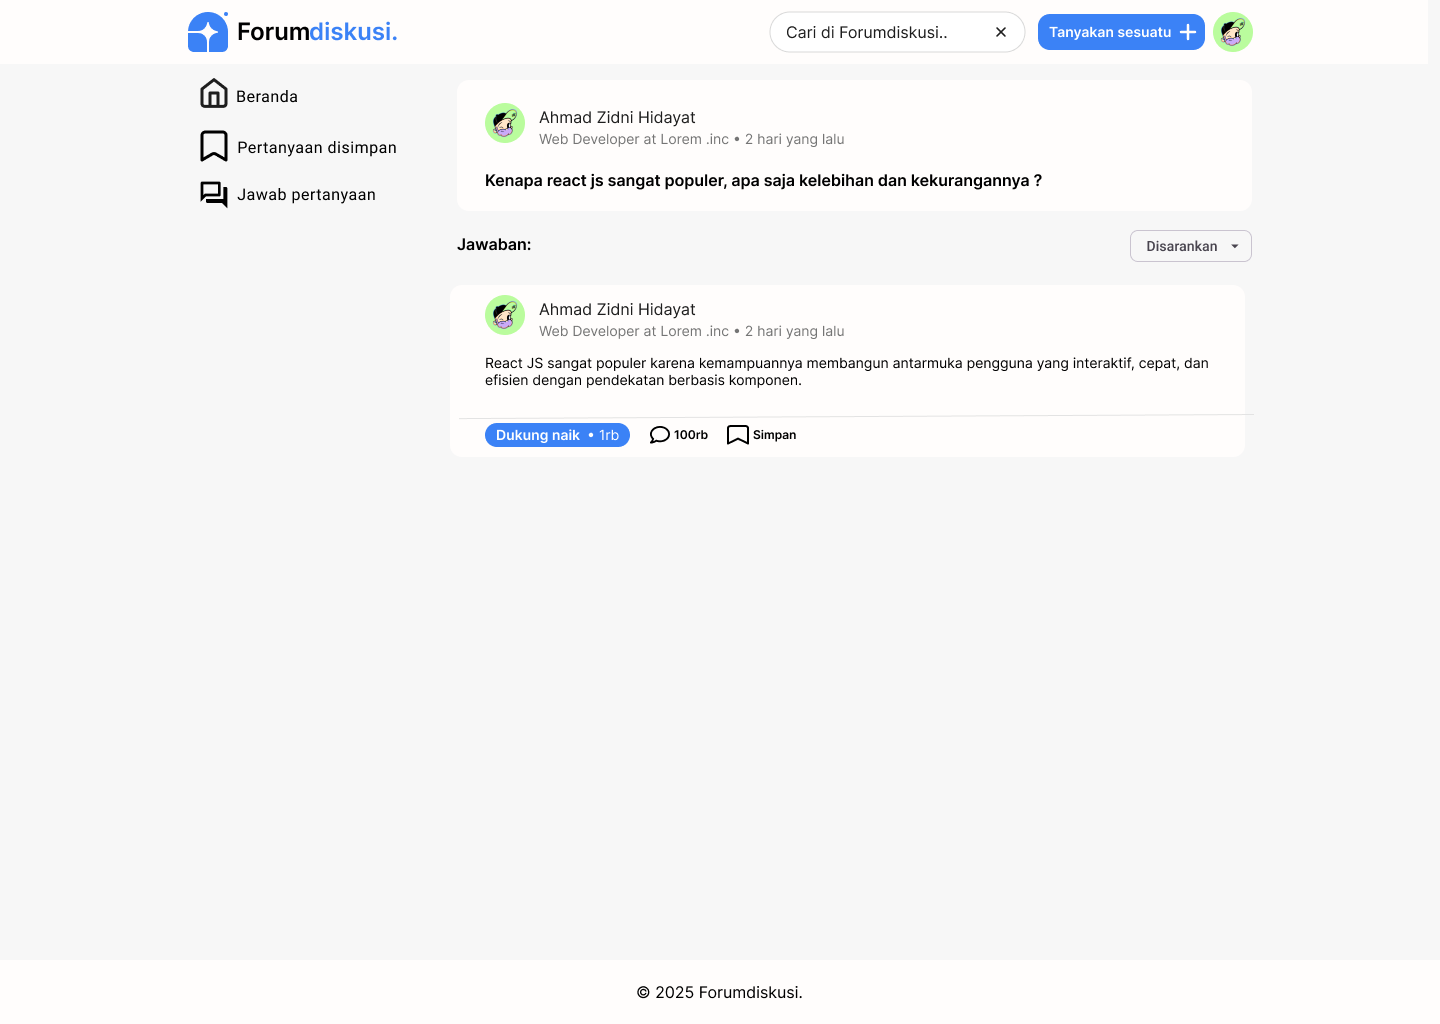 Forumdiskusi.
Cari di Forumdiskusi..
Tanyakan sesuatu
Beranda
Pertanyaan disimpan
Jawab pertanyaan
Ahmad Zidni Hidayat
Web Developer at Lorem .inc • 2 hari yang lalu
Kenapa react js sangat populer, apa saja kelebihan dan kekurangannya ?
Jawaban:
Disarankan
Ahmad Zidni Hidayat
Web Developer at Lorem .inc • 2 hari yang lalu
React JS sangat populer karena kemampuannya membangun antarmuka pengguna yang interaktif, cepat, dan
efisien dengan pendekatan berbasis komponen.
Dukung naik • 1rb
100rb
Simpan
© 2025 Forumdiskusi.